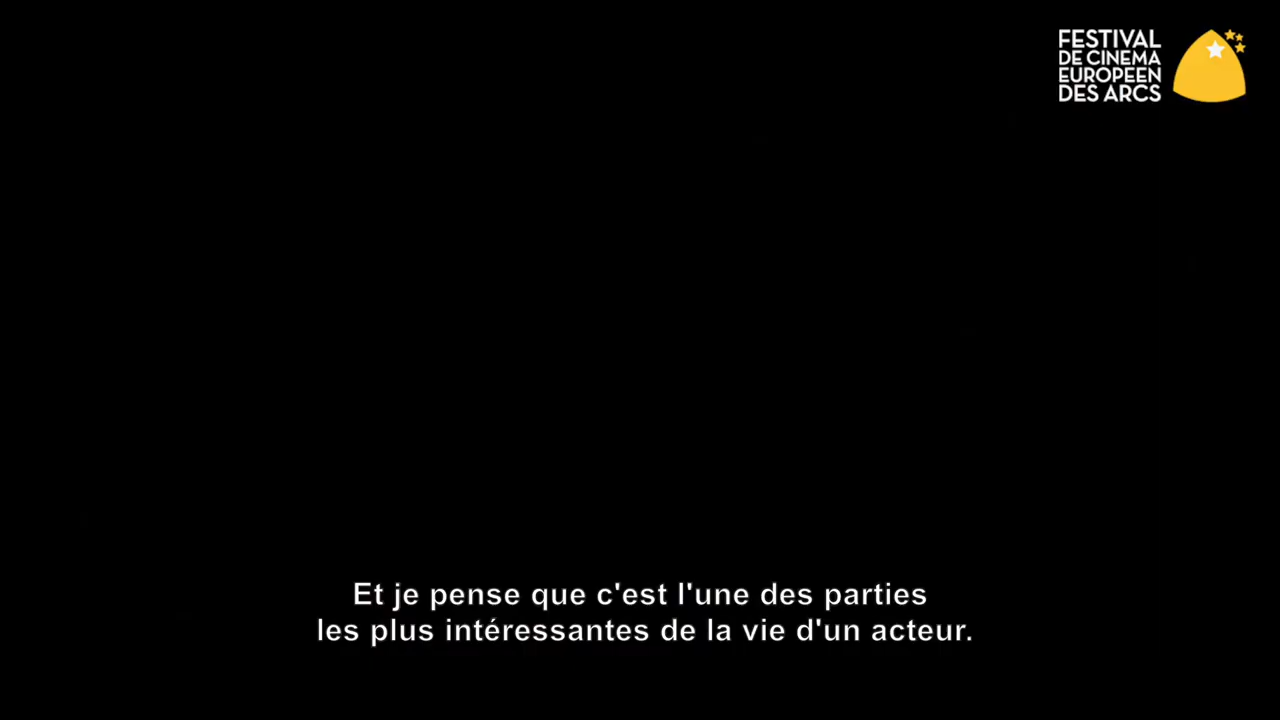 FESTIVAL
DE CINEMA
EUROPEEN
DES ARCS
Et je pense que c'est l'une des parties
les plus intéressantes de la vie d'un acteur.